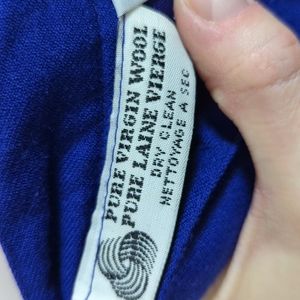 PURE VIRGIN WOOL
PURE LAINE VIERGE
DRY CLEAN
NETTOYAGE A SEC